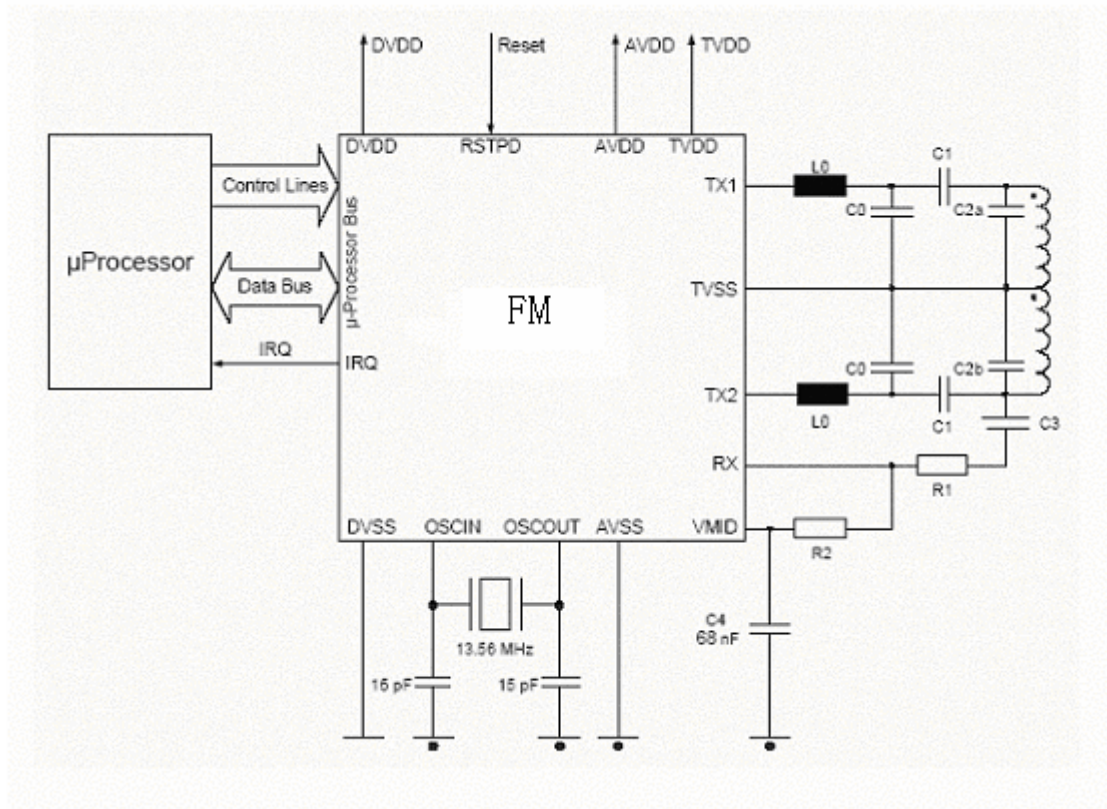 DVDD
Reset
AVDD
TVDD
DVDD
RSTPD
AVDD
TVDD
Control Lines
µProcessor
Data Bus
IRQ
µ-Processor Bus
IRQ
FM
TX1
TVSS
TX2
RX
VMID
L0
C1
C0
C2a
C0
C2b
L0
C1
C3
R1
R2
DVSS
OSCIN
OSCOUT
AVSS
13.56 MHz
15 pF
15 pF
C4
68 nF